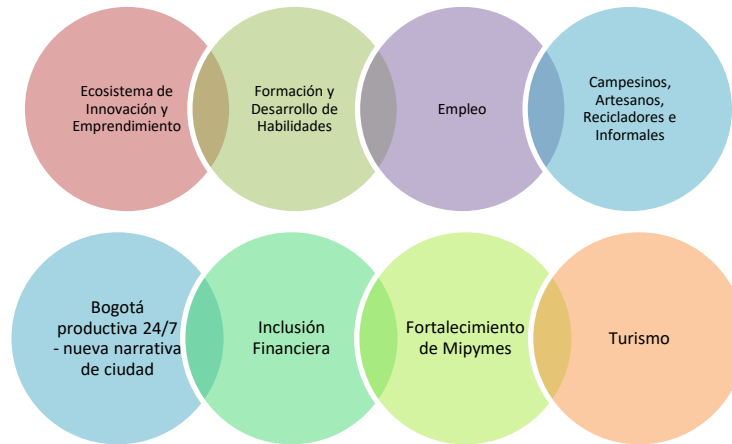 Ecosistema de
Innovación y
Emprendimiento
Formación y
Desarrollo de
Habilidades
Empleo
Campesinos,
Artesanos,
Recicladores e
Informales
Bogotá
productiva 24/7
- nueva narrativa
de ciudad
Inclusión
Financiera
Fortalecimiento
de Mipymes
Turismo